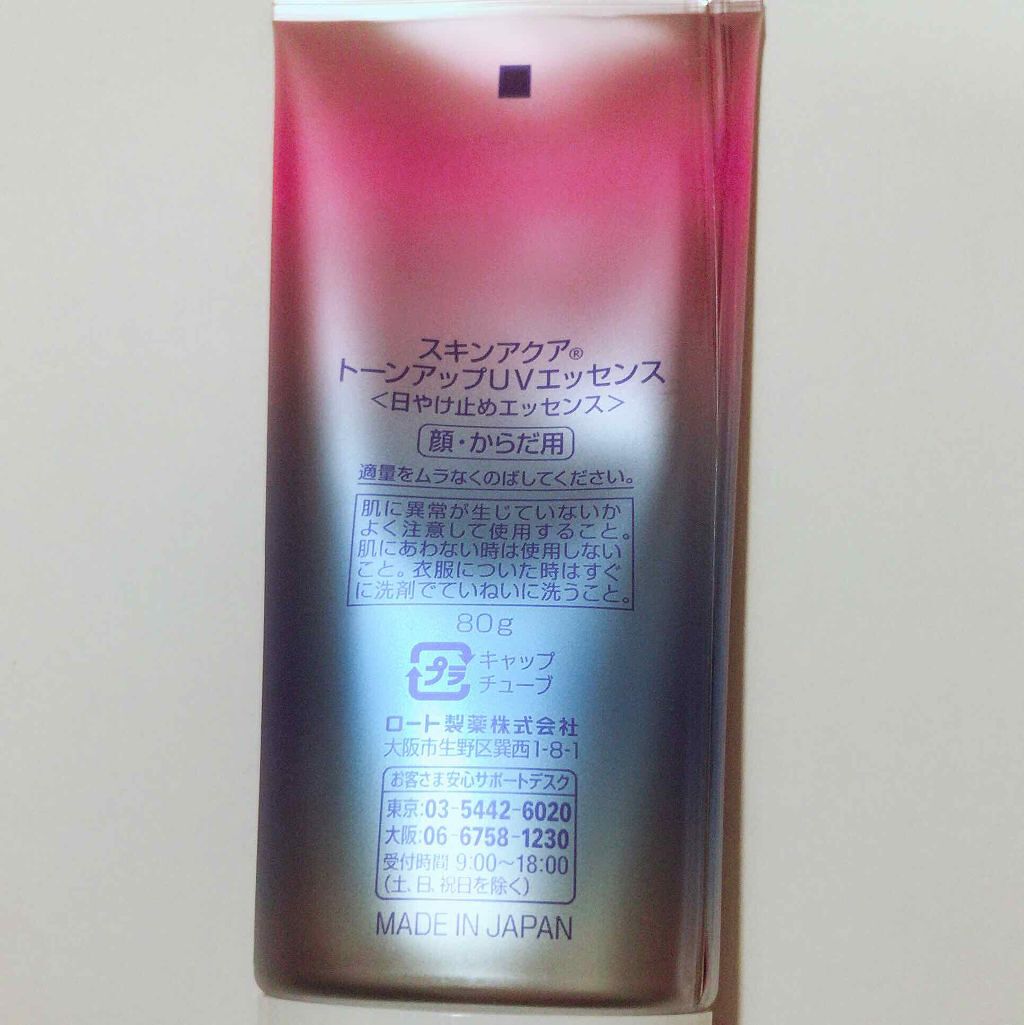 スキンアクア®
トーンアップUVエッセンス
<日やけ止めエッセンス>
顔・からだ用
適量をムラなくのばしてください。
肌に異常が生じていないか
よく注意して使用すること。
肌にあわない時は使用しない
こと。衣服についた時はすぐ
に洗剤でていねいに洗うこと。
80g
プラ キャップ
チューブ
ロート製薬株式会社
大阪市生野区巽西1-8-1
お客さま安心サポートデスク
東京:03-5442-6020
大阪:06-6758-1230
受付時間 9:00〜18:00
(土、日、祝日を除く)
MADE IN JAPAN